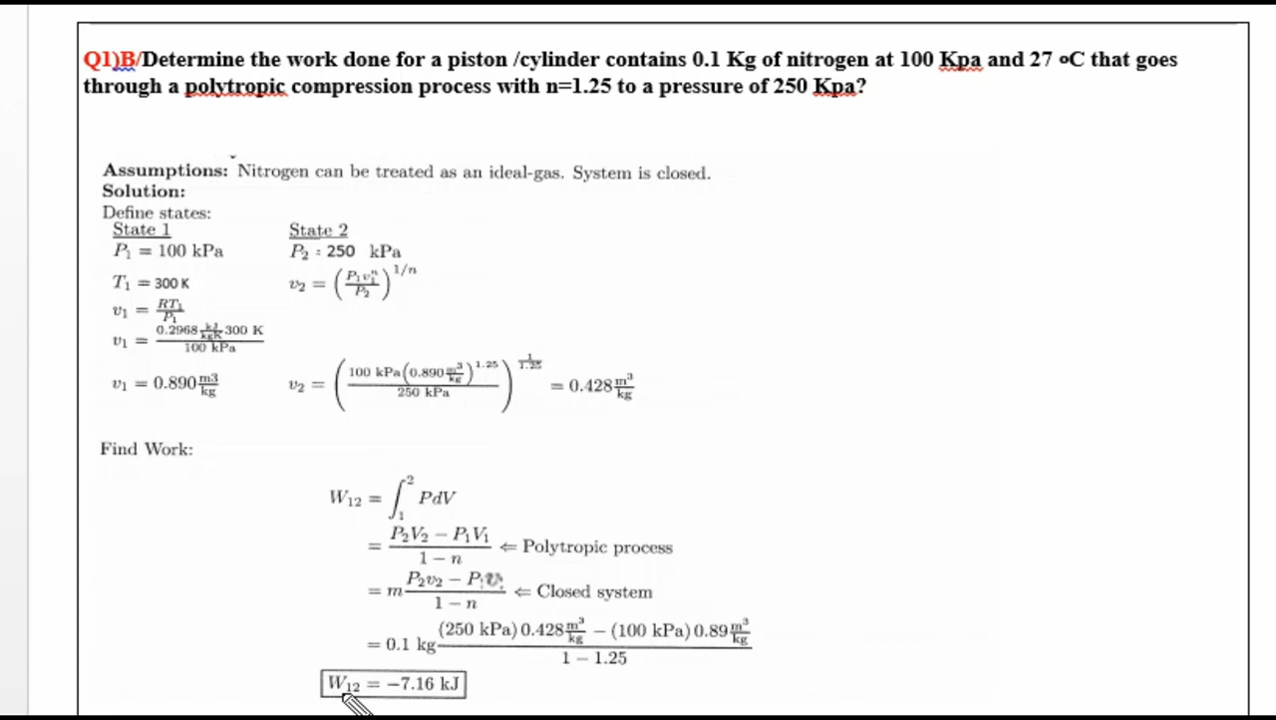 Q1)B/Determine the work done for a piston /cylinder contains 0.1 Kg of nitrogen at 100 Kpa and 27 oC that goes
through a polytropic compression process with n=1.25 to a pressure of 250 Kpa?
Assumptions: Nitrogen can be treated as an ideal-gas. System is closed.
Solution:
Define states:
State 1 State 2
P₁ = 100 kPa P₂ : 250 kPa
T₁ = 300 K v₂ = (P₁v₁ⁿ/P₂)^1/n
v₁ = RT₁/P₁
v₁ = 0.2968 kJ/kgK 300 K / 100 kPa
v₁ = 0.890 m3/kg v₂ = (100 kPa(0.890 m³/kg)^1.25 / 250 kPa)^1/1.25 = 0.428 m³/kg
Find Work:
W₁₂ = ∫₁² PdV
= P₂V₂ − P₁V₁ / 1 − n ⇐ Polytropic process
= m P₂v₂ − P₁v₁ / 1 − n ⇐ Closed system
= 0.1 kg (250 kPa) 0.428 m³/kg − (100 kPa) 0.89 m³/kg / 1 − 1.25
W₁₂ = −7.16 kJ